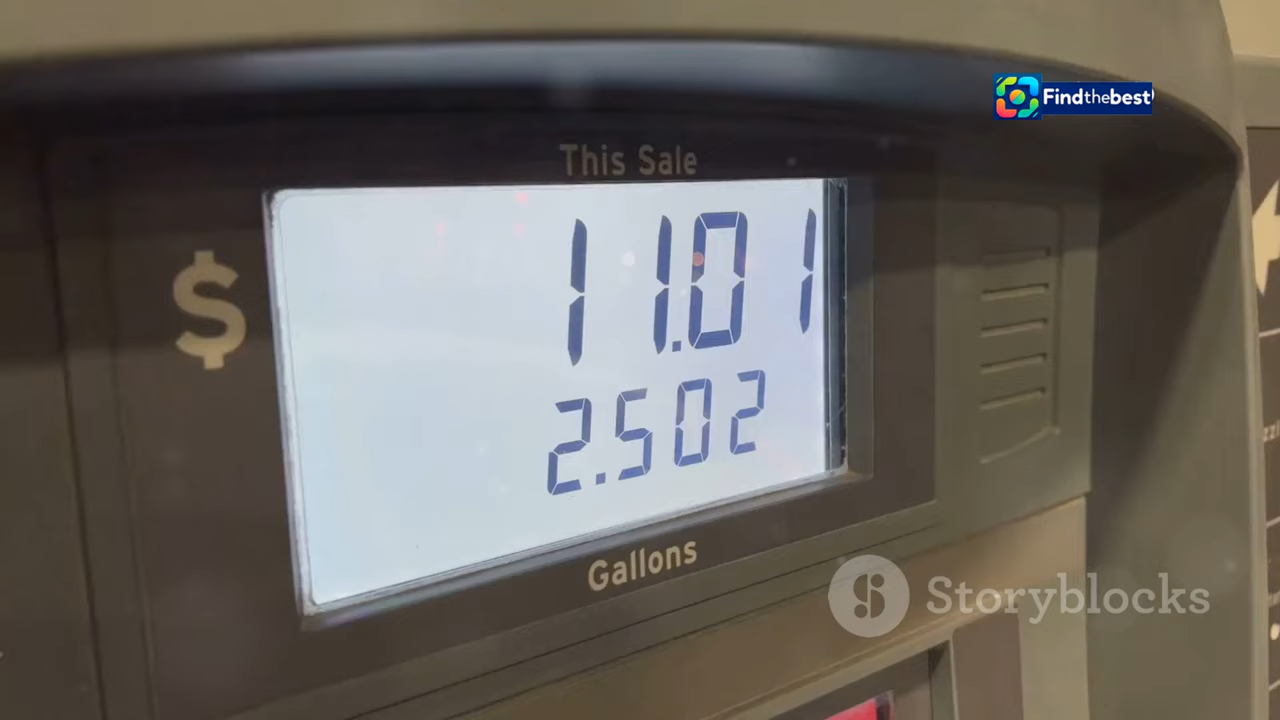 Findthebest
This Sale
$
11.01
2.502
Gallons
Storyblocks